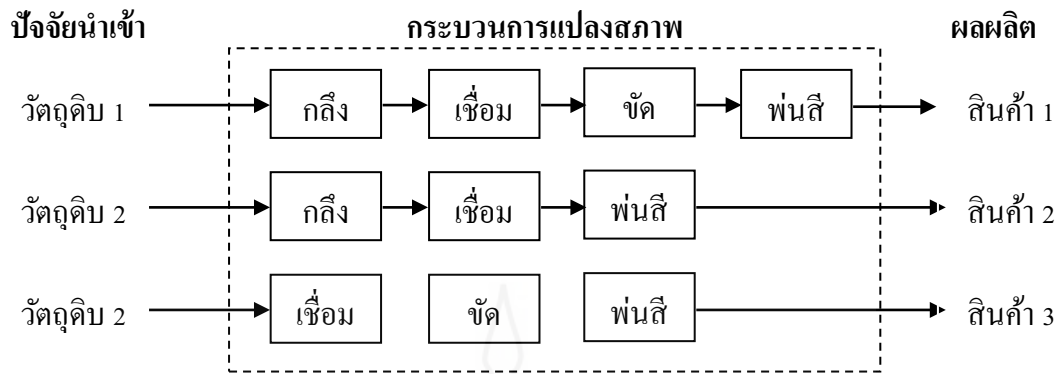 ปัจจัยนำเข้า กระบวนการแปลงสภาพ ผลผลิต
วัตถุดิบ 1 กลึง เชื่อม ขัด พ่นสี สินค้า 1
วัตถุดิบ 2 กลึง เชื่อม พ่นสี สินค้า 2
วัตถุดิบ 2 เชื่อม ขัด พ่นสี สินค้า 3